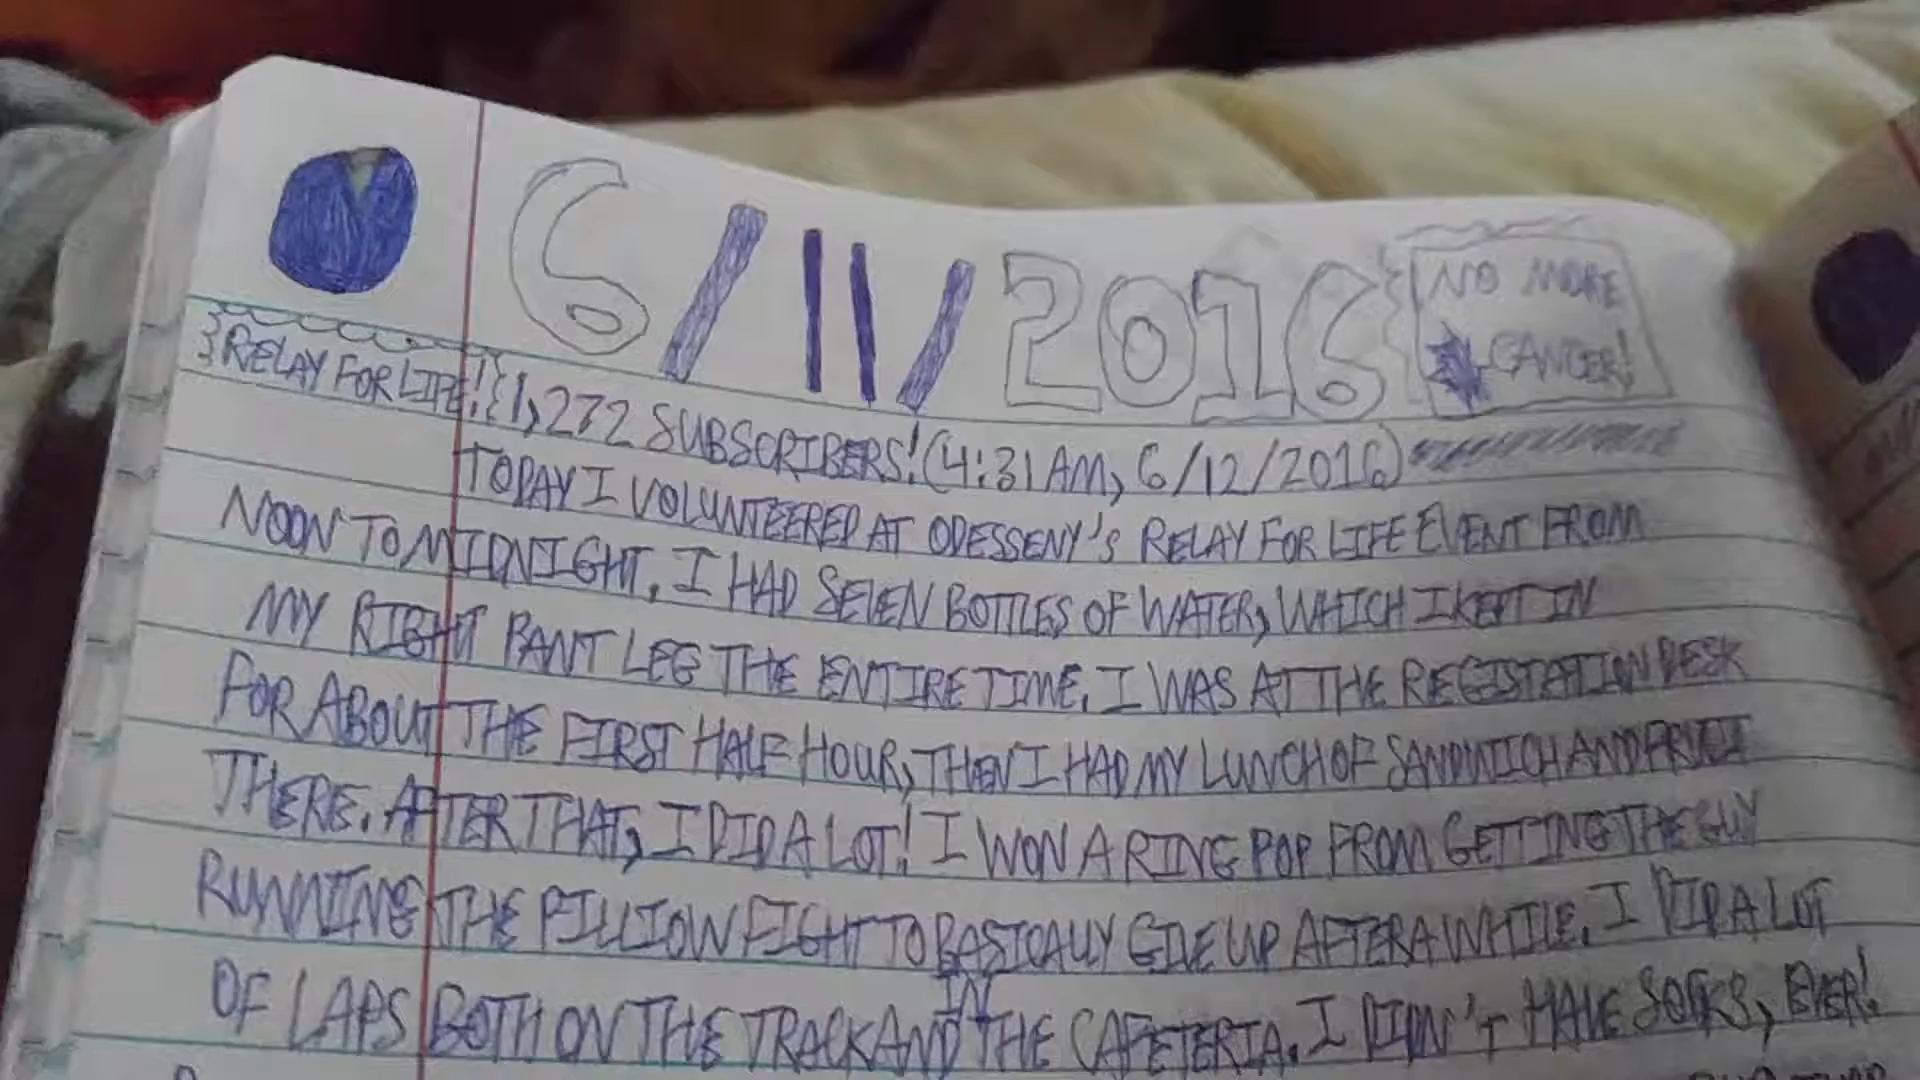 6/11/2016
NO MORE
CANCER!
RELAY FOR LIFE! 1,272 SUBSCRIBERS! (4:31 AM, 6/12/2016)
TODAY I VOLUNTEERED AT ODESSENY'S RELAY FOR LIFE EVENT FROM
NOON TO MIDNIGHT. I HAD SEVEN BOTTLES OF WATER, WHICH I KEPT IN
MY RIGHT PANT LEG THE ENTIRE TIME. I WAS AT THE REGISTATION DESK
FOR ABOUT THE FIRST HALF HOUR, THEN I HAD MY LUNCH OF SANDWICH AND FRUIT
THERE. AFTER THAT, I DID A LOT! I WON A RING POP FROM GETTING THE GUY
RUNNING THE PILLIOW FIGHT TO BASICALLY GIVE UP AFTER A WHILE. I DID A LOT
OF LAPS BOTH ON THE TRACK AND IN THE CAFETERIA. I DIDN'T HAVE SOCKS, EVER!